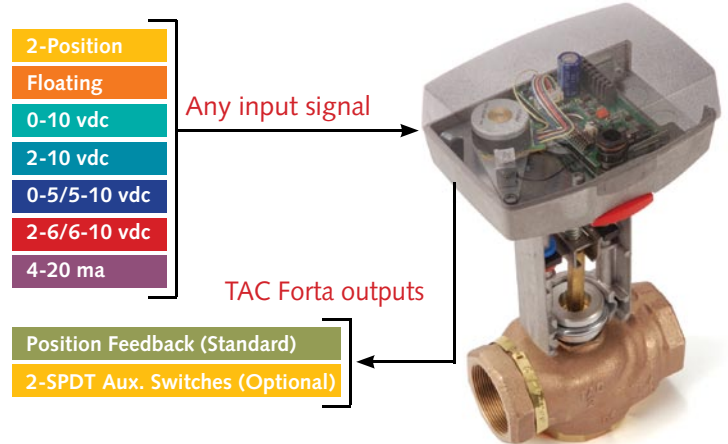 2-Position
Floating
0-10 vdc
2-10 vdc
0-5/5-10 vdc
2-6/6-10 vdc
4-20 ma
Any input signal
TAC Forta outputs
Position Feedback (Standard)
2-SPDT Aux. Switches (Optional)
TAC